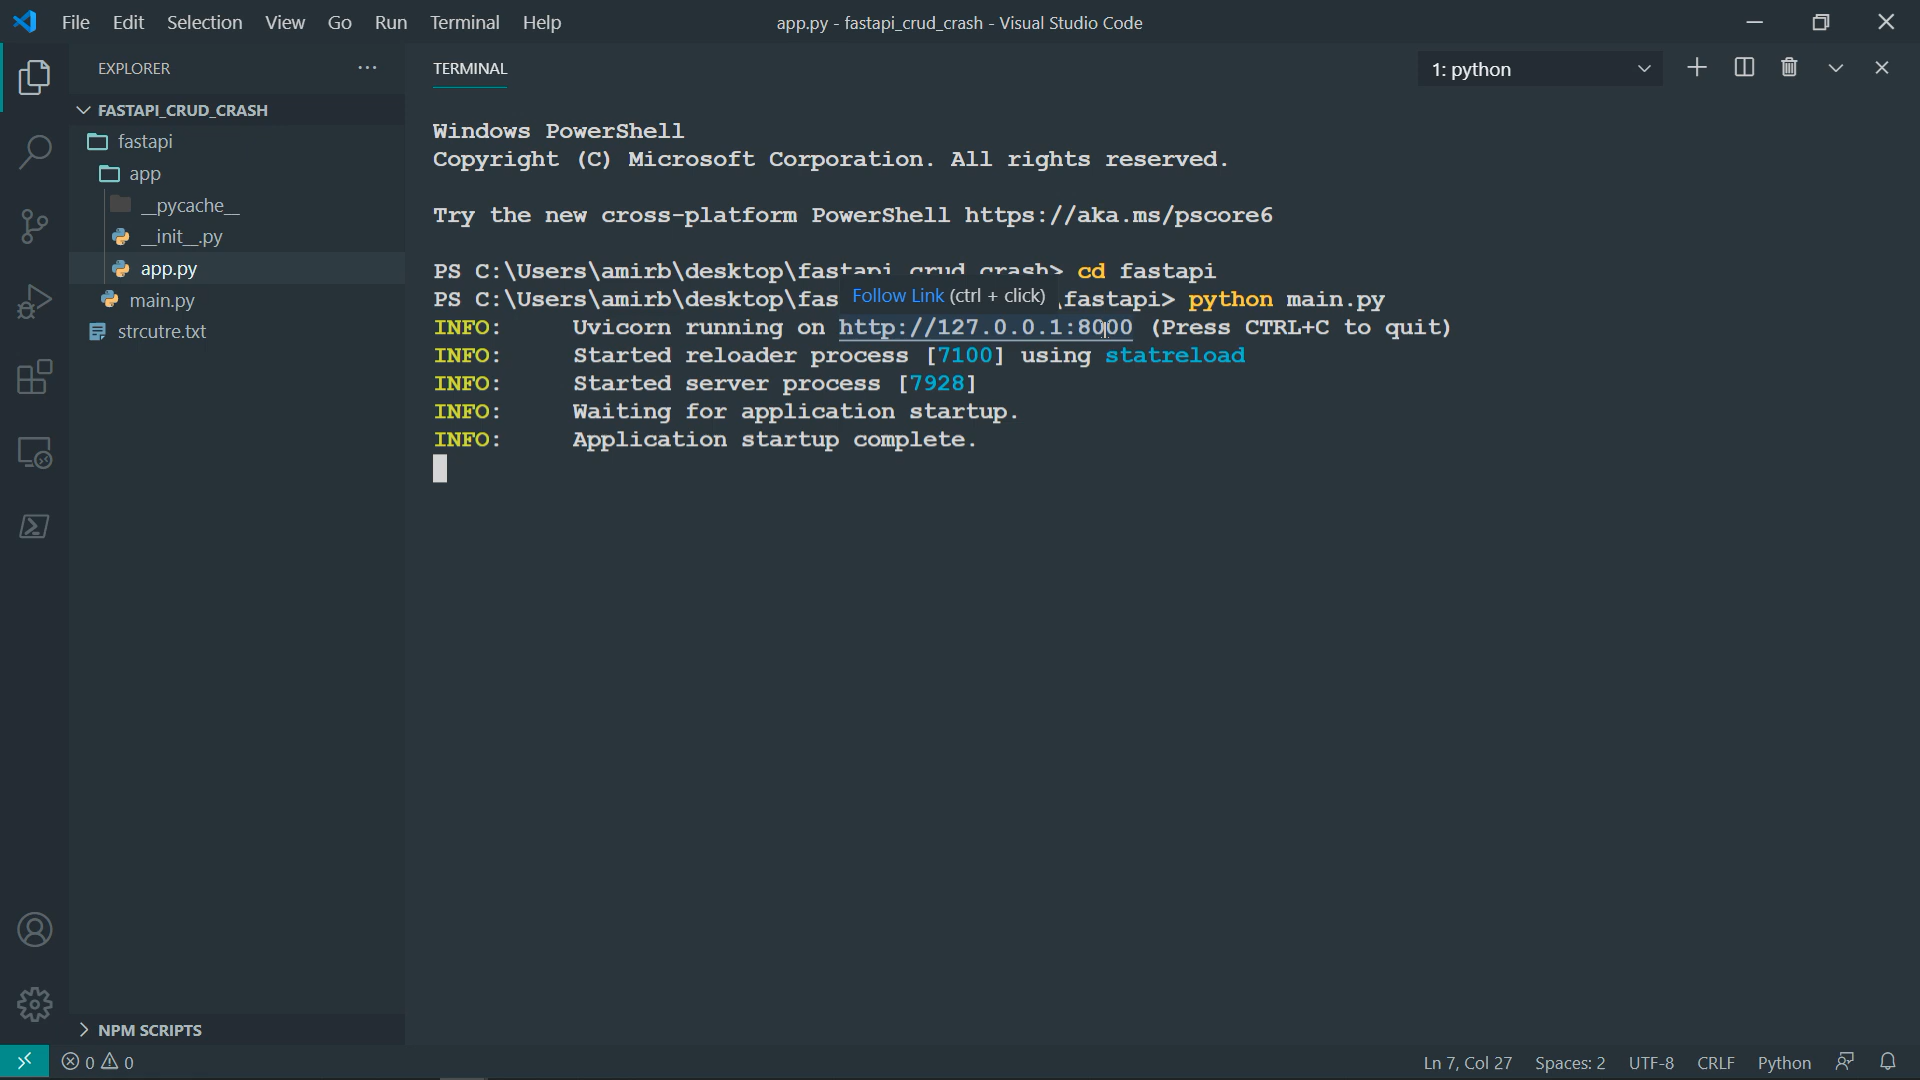 File Edit Selection View Go Run Terminal Help
app.py - fastapi_crud_crash - Visual Studio Code
EXPLORER
FASTAPI_CRUD_CRASH
fastapi
app
__pycache__
__init__.py
app.py
main.py
strcutre.txt
NPM SCRIPTS
TERMINAL
1: python
Windows PowerShell
Copyright (C) Microsoft Corporation. All rights reserved.
Try the new cross-platform PowerShell https://aka.ms/pscore6
PS C:\Users\amirb\desktop\fastapi_crud_crash> cd fastapi
PS C:\Users\amirb\desktop\fas \fastapi> python main.py
Follow Link (ctrl + click)
INFO: Uvicorn running on http://127.0.0.1:8000 (Press CTRL+C to quit)
INFO: Started reloader process [7100] using statreload
INFO: Started server process [7928]
INFO: Waiting for application startup.
INFO: Application startup complete.
0 0
Ln 7, Col 27 Spaces: 2 UTF-8 CRLF Python